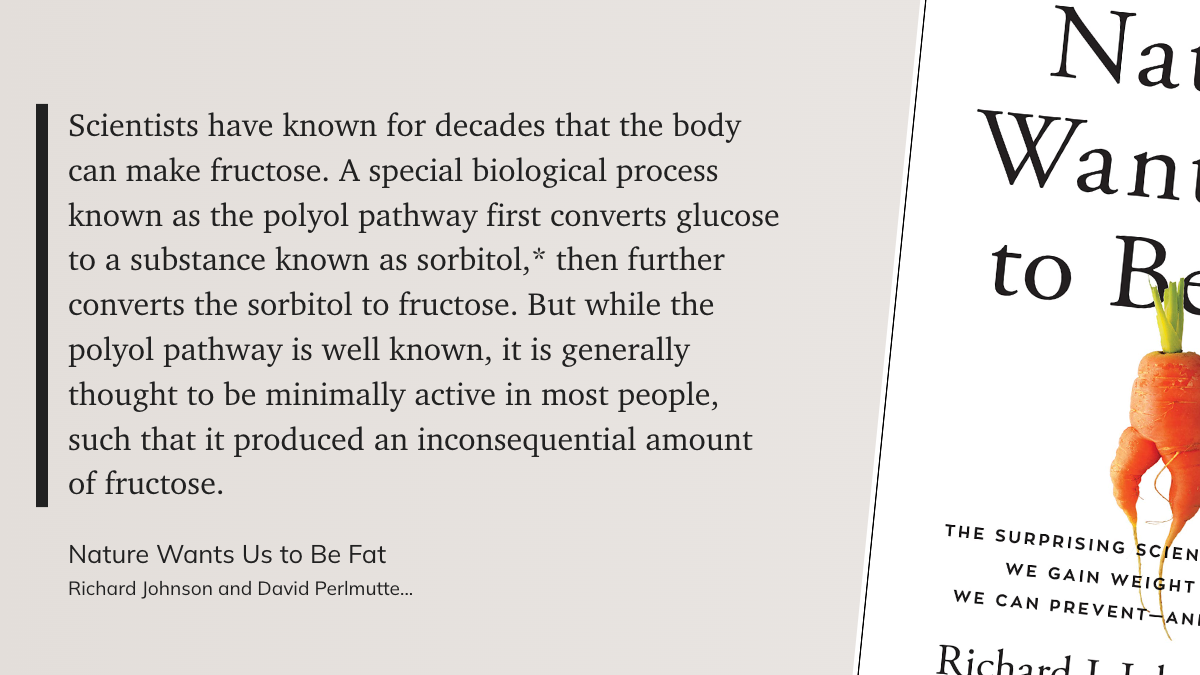 Scientists have known for decades that the body
can make fructose. A special biological process
known as the polyol pathway first converts glucose
to a substance known as sorbitol,* then further
converts the sorbitol to fructose. But while the
polyol pathway is well known, it is generally
thought to be minimally active in most people,
such that it produced an inconsequential amount
of fructose.
Nature Wants Us to Be Fat
Richard Johnson and David Perlmutte...
Nat
Want
to Be
THE SURPRISING SCIEN
WE GAIN WEIGHT
WE CAN PREVENT—AN
Richard J. Joh